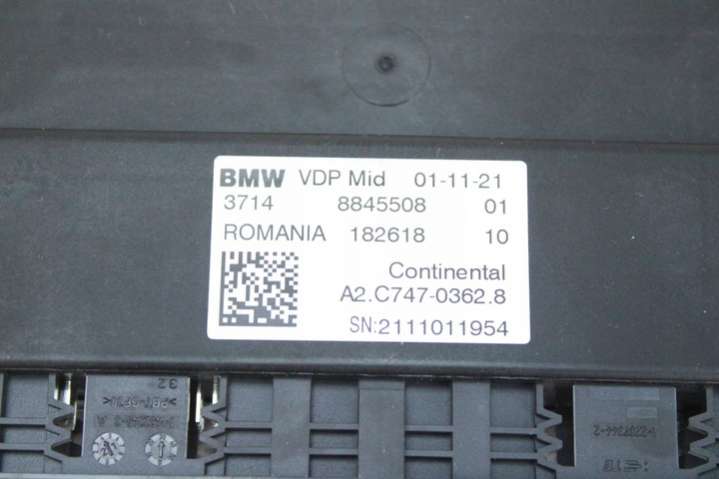 BMW VDP Mid 01-11-21
3714 8845508 01
ROMANIA 182618 10
Continental
A2.C747-0362.8
SN:2111011954
32